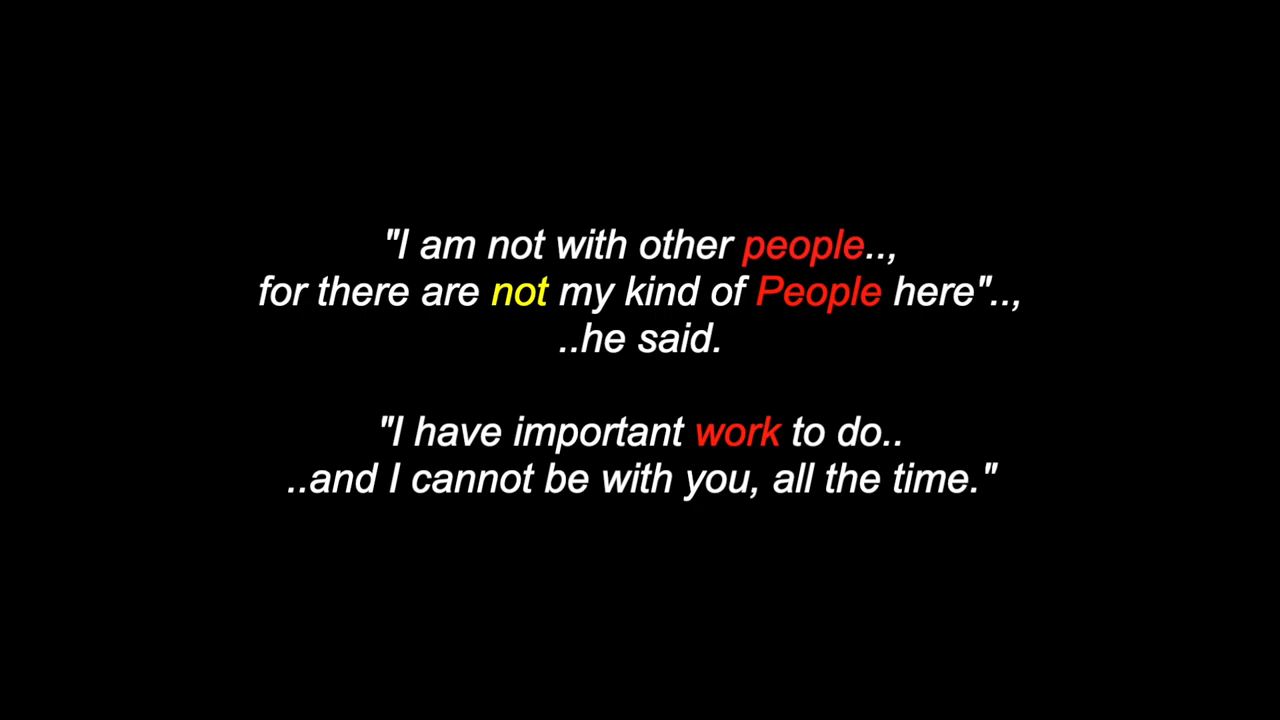 "I am not with other people..,
for there are not my kind of People here"..,
..he said.
"I have important work to do..
..and I cannot be with you, all the time."